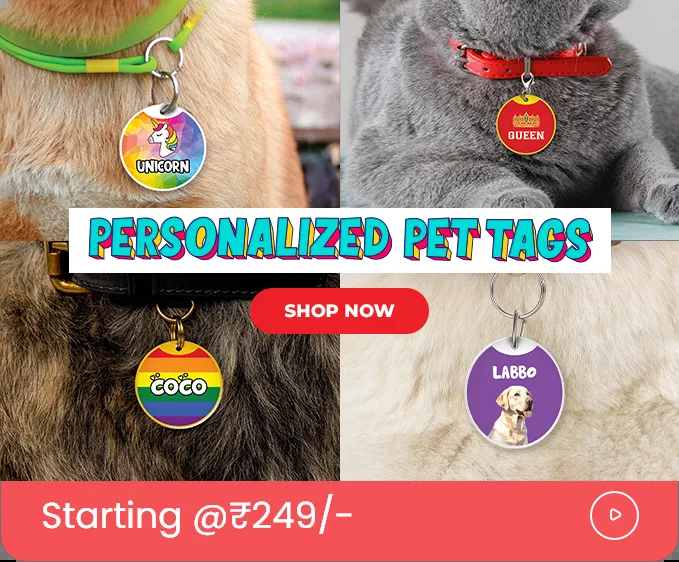 UNICORN
QUEEN
PERSONALIZED PET TAGS
SHOP NOW
COCO
LABBO
Starting @₹249/-